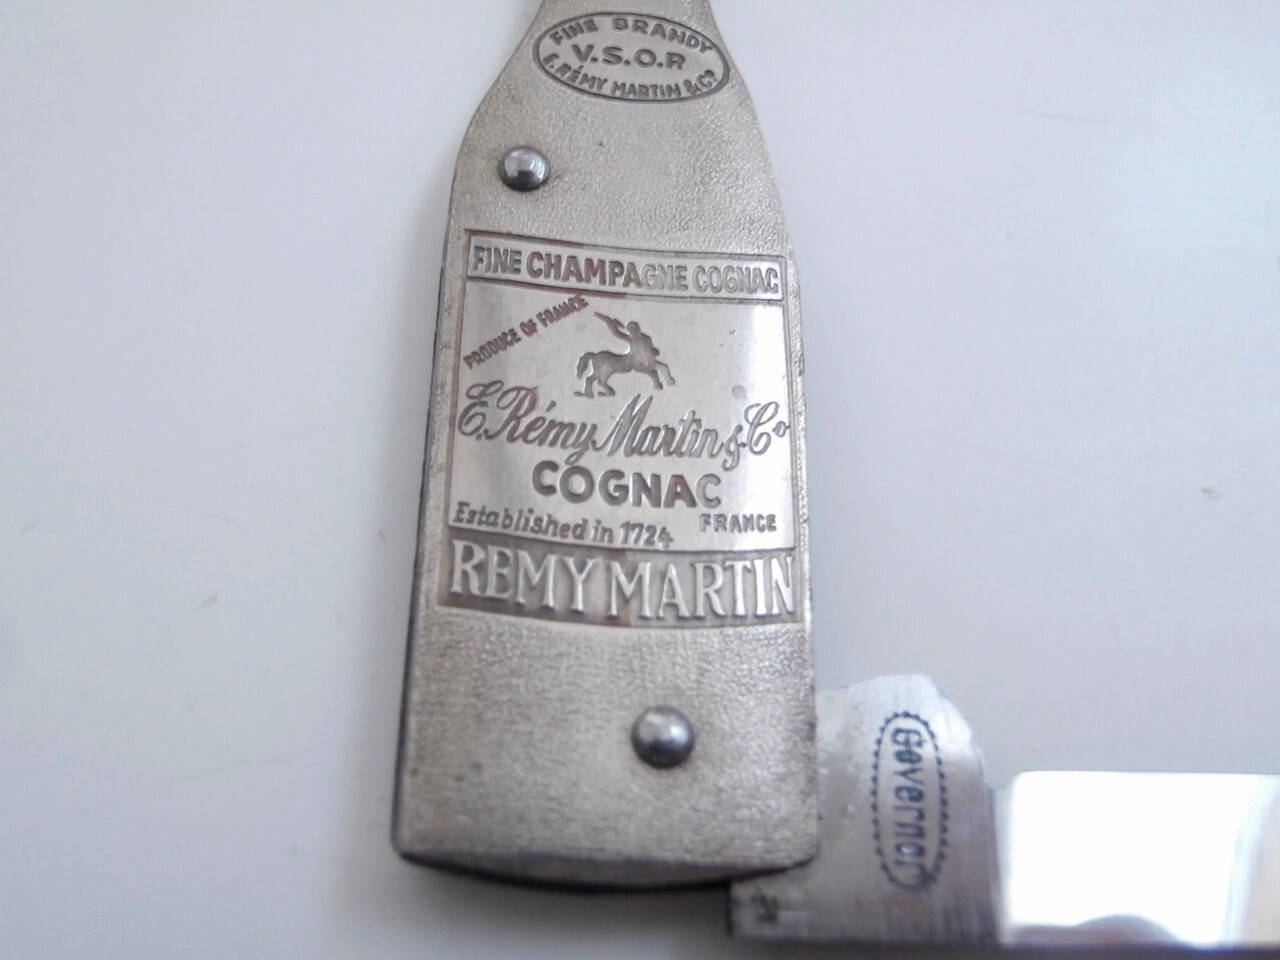 FINE BRANDY
V.S.O.P
E. RÉMY MARTIN & Cº
FINE CHAMPAGNE COGNAC
PRODUCE OF FRANCE
E. Rémy Martin & Co
COGNAC
Established in 1724 FRANCE
REMY MARTIN
Governor